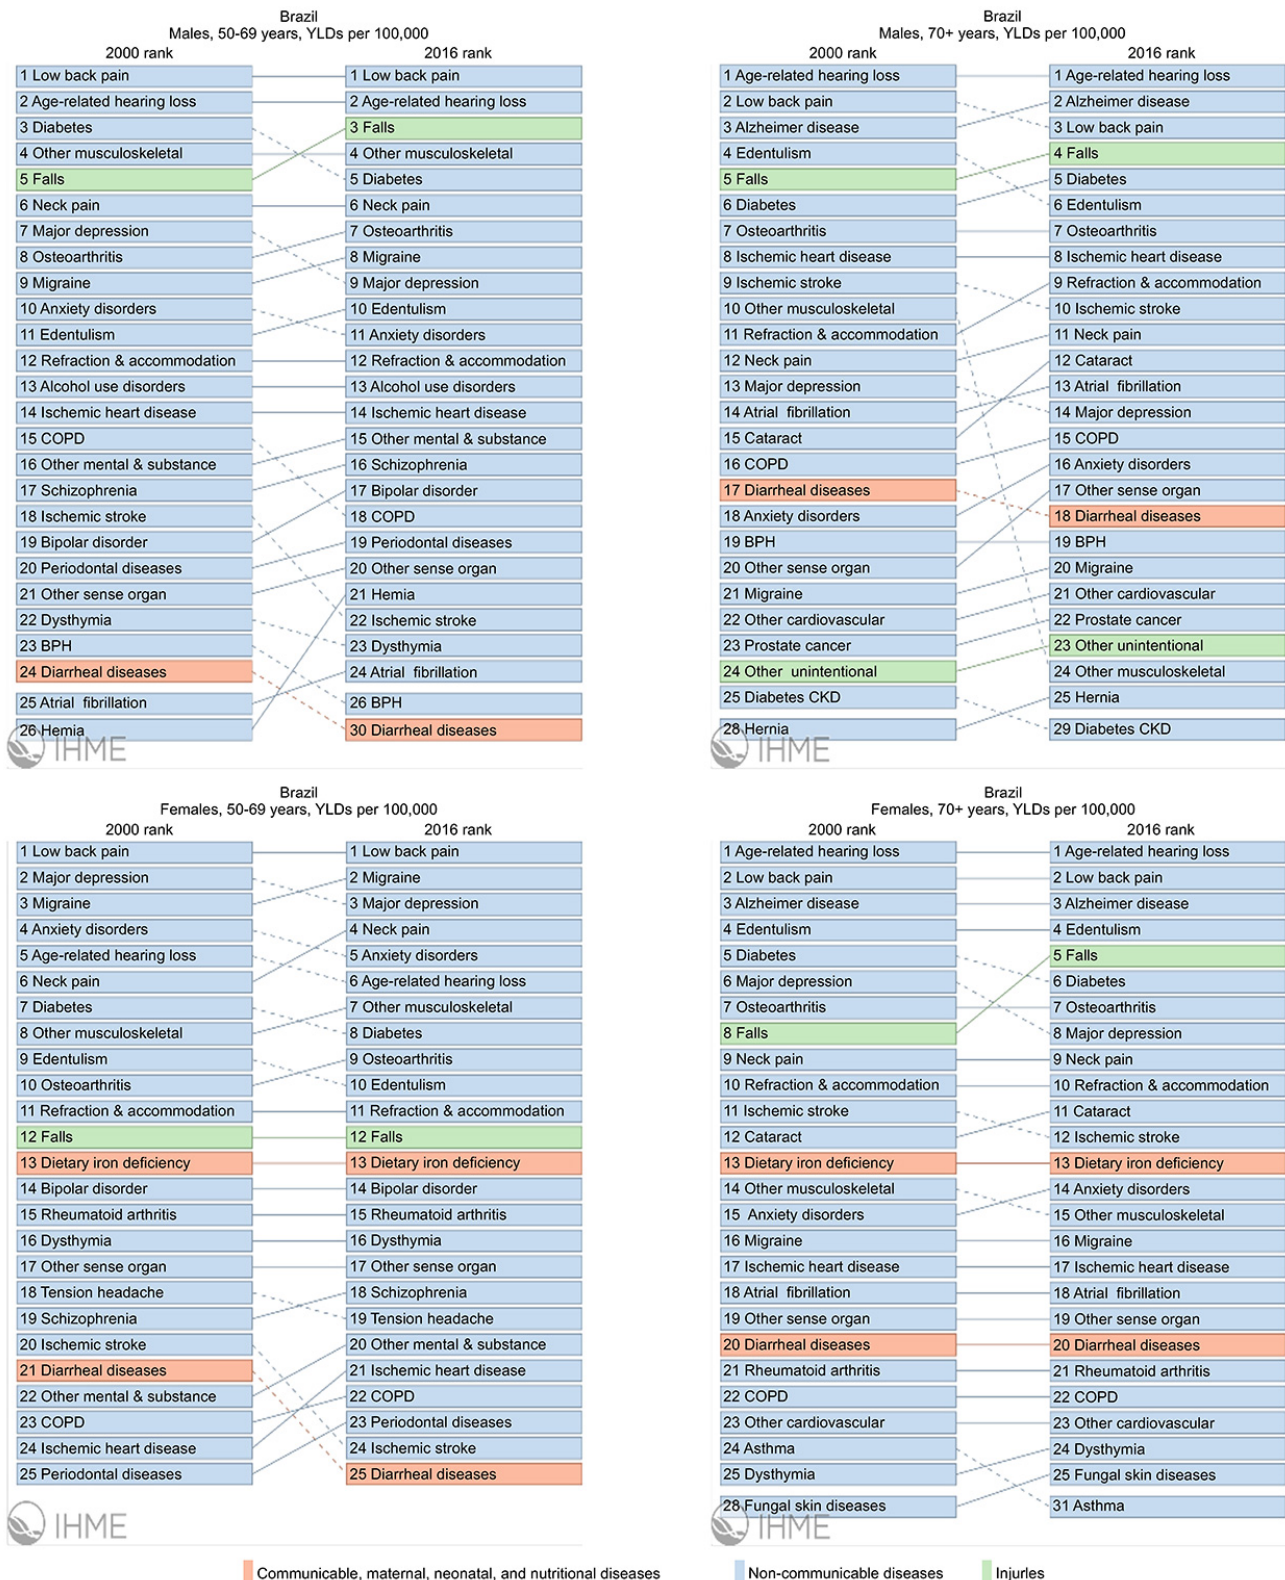 Brazil
Males, 50-69 years, YLDs per 100,000
2000 rank
2016 rank
1 Low back pain
1 Low back pain
2 Age-related hearing loss
2 Age-related hearing loss
3 Diabetes
3 Falls
4 Other musculoskeletal
4 Other musculoskeletal
5 Falls
5 Diabetes
6 Neck pain
6 Neck pain
7 Major depression
7 Osteoarthritis
8 Osteoarthritis
8 Migraine
9 Migraine
9 Major depression
10 Anxiety disorders
10 Edentulism
11 Edentulism
11 Anxiety disorders
12 Refraction & accommodation
12 Refraction & accommodation
13 Alcohol use disorders
13 Alcohol use disorders
14 Ischemic heart disease
14 Ischemic heart disease
15 COPD
15 Other mental & substance
16 Other mental & substance
16 Schizophrenia
17 Schizophrenia
17 Bipolar disorder
18 Ischemic stroke
18 COPD
19 Bipolar disorder
19 Periodontal diseases
20 Periodontal diseases
20 Other sense organ
21 Other sense organ
21 Hemia
22 Dysthymia
22 Ischemic stroke
23 BPH
23 Dysthymia
24 Diarrheal diseases
24 Atrial fibrillation
25 Atrial fibrillation
26 BPH
26 Hemia
30 Diarrheal diseases
IHME
Brazil
Males, 70+ years, YLDs per 100,000
2000 rank
2016 rank
1 Age-related hearing loss
1 Age-related hearing loss
2 Low back pain
2 Alzheimer disease
3 Alzheimer disease
3 Low back pain
4 Edentulism
4 Falls
5 Falls
5 Diabetes
6 Diabetes
6 Edentulism
7 Osteoarthritis
7 Osteoarthritis
8 Ischemic heart disease
8 Ischemic heart disease
9 Ischemic stroke
9 Refraction & accommodation
10 Other musculoskeletal
10 Ischemic stroke
11 Refraction & accommodation
11 Neck pain
12 Neck pain
12 Cataract
13 Major depression
13 Atrial fibrillation
14 Atrial fibrillation
14 Major depression
15 Cataract
15 COPD
16 COPD
16 Anxiety disorders
17 Diarrheal diseases
17 Other sense organ
18 Anxiety disorders
18 Diarrheal diseases
19 BPH
19 BPH
20 Other sense organ
20 Migraine
21 Migraine
21 Other cardiovascular
22 Other cardiovascular
22 Prostate cancer
23 Prostate cancer
23 Other unintentional
24 Other unintentional
24 Other musculoskeletal
25 Diabetes CKD
25 Hernia
28 Hernia
29 Diabetes CKD
IHME
Brazil
Females, 50-69 years, YLDs per 100,000
2000 rank
2016 rank
1 Low back pain
1 Low back pain
2 Major depression
2 Migraine
3 Migraine
3 Major depression
4 Anxiety disorders
4 Neck pain
5 Age-related hearing loss
5 Anxiety disorders
6 Neck pain
6 Age-related hearing loss
7 Diabetes
7 Other musculoskeletal
8 Other musculoskeletal
8 Diabetes
9 Edentulism
9 Osteoarthritis
10 Osteoarthritis
10 Edentulism
11 Refraction & accommodation
11 Refraction & accommodation
12 Falls
12 Falls
13 Dietary iron deficiency
13 Dietary iron deficiency
14 Bipolar disorder
14 Bipolar disorder
15 Rheumatoid arthritis
15 Rheumatoid arthritis
16 Dysthymia
16 Dysthymia
17 Other sense organ
17 Other sense organ
18 Tension headache
18 Schizophrenia
19 Schizophrenia
19 Tension headache
20 Ischemic stroke
20 Other mental & substance
21 Diarrheal diseases
21 Ischemic heart disease
22 Other mental & substance
22 COPD
23 COPD
23 Periodontal diseases
24 Ischemic heart disease
24 Ischemic stroke
25 Periodontal diseases
25 Diarrheal diseases
IHME
Brazil
Females, 70+ years, YLDs per 100,000
2000 rank
2016 rank
1 Age-related hearing loss
1 Age-related hearing loss
2 Low back pain
2 Low back pain
3 Alzheimer disease
3 Alzheimer disease
4 Edentulism
4 Edentulism
5 Diabetes
5 Falls
6 Major depression
6 Diabetes
7 Osteoarthritis
7 Osteoarthritis
8 Falls
8 Major depression
9 Neck pain
9 Neck pain
10 Refraction & accommodation
10 Refraction & accommodation
11 Ischemic stroke
11 Cataract
12 Cataract
12 Ischemic stroke
13 Dietary iron deficiency
13 Dietary iron deficiency
14 Other musculoskeletal
14 Anxiety disorders
15 Anxiety disorders
15 Other musculoskeletal
16 Migraine
16 Migraine
17 Ischemic heart disease
17 Ischemic heart disease
18 Atrial fibrillation
18 Atrial fibrillation
19 Other sense organ
19 Other sense organ
20 Diarrheal diseases
20 Diarrheal diseases
21 Rheumatoid arthritis
21 Rheumatoid arthritis
22 COPD
22 COPD
23 Other cardiovascular
23 Other cardiovascular
24 Asthma
24 Dysthymia
25 Dysthymia
25 Fungal skin diseases
28 Fungal skin diseases
31 Asthma
IHME
Communicable, maternal, neonatal, and nutritional diseases
Non-communicable diseases
Injurles